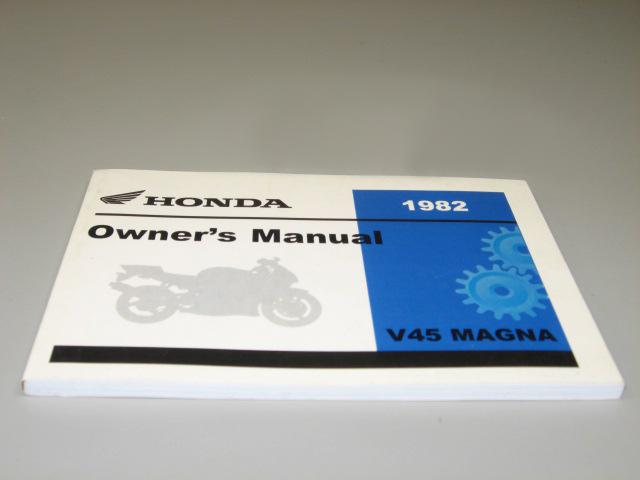 HONDA
1982
Owner's Manual
V45 MAGNA